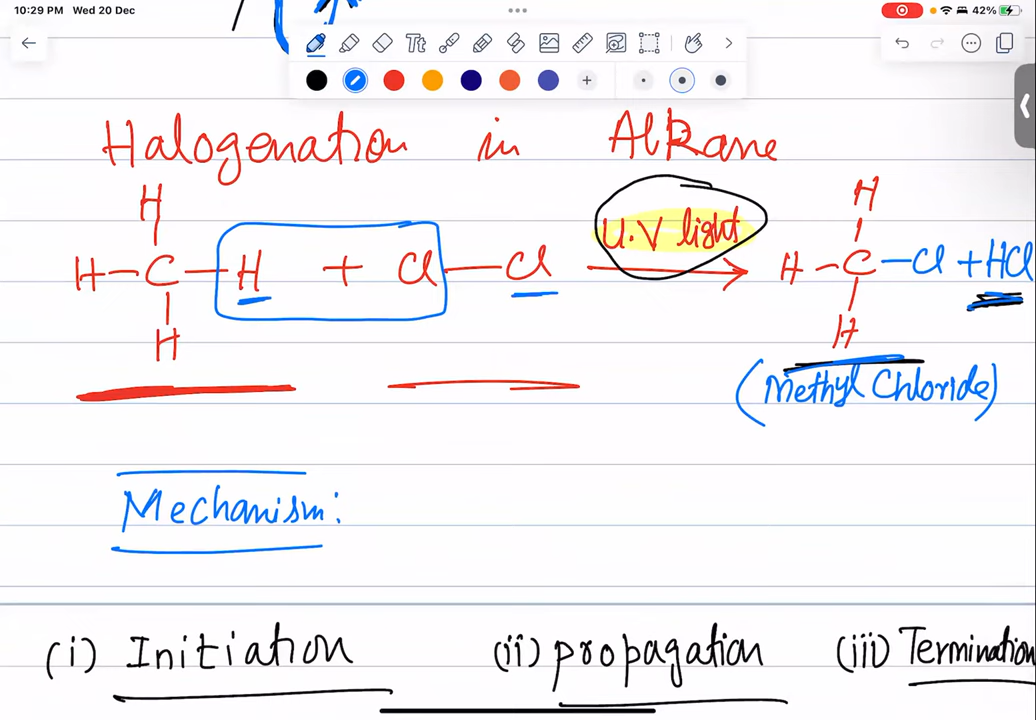 10:29 PM Wed 20 Dec
42%
Tt
Halogenation in Alkane
H H
U.V light
H-C-H + Cl-Cl → H-C-Cl + HCl
H H
(Methyl Chloride)
Mechanism:
(i) Initiation (ii) propagation (iii) Termination